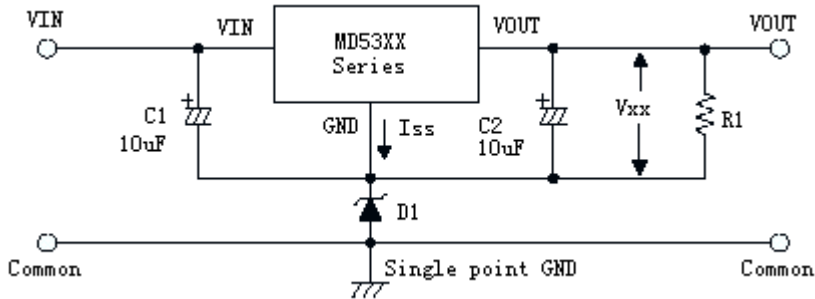 VIN
VIN
MD53XX
Series
VOUT
VOUT
C1
10uF
GND
Iss
C2
10uF
Vxx
R1
D1
Common
Single point GND
Common